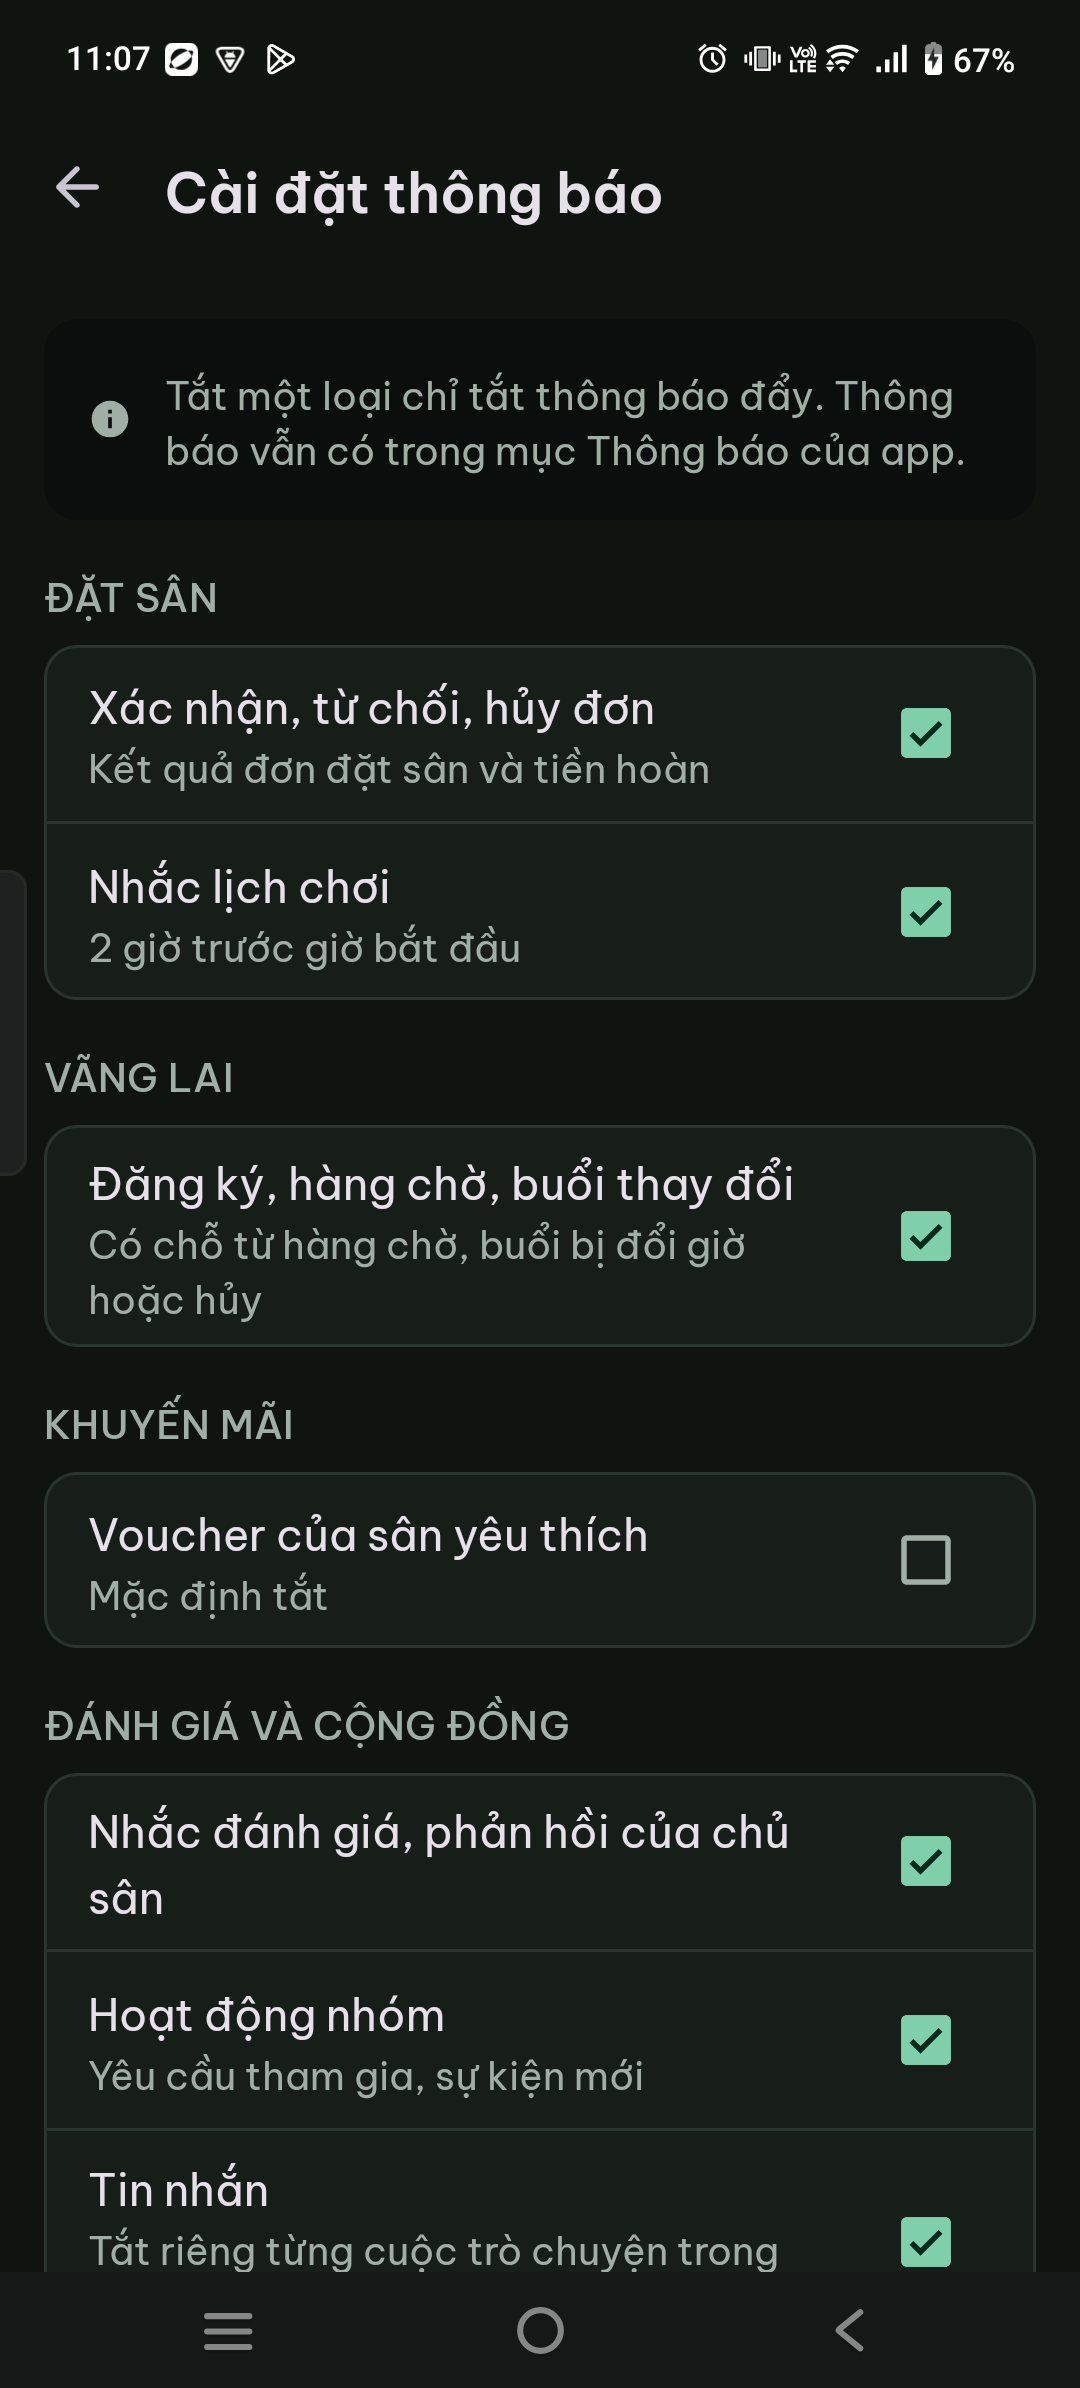 11:07
67%
Cài đặt thông báo
Tắt một loại chỉ tắt thông báo đẩy. Thông
báo vẫn có trong mục Thông báo của app.
ĐẶT SÂN
Xác nhận, từ chối, hủy đơn
Kết quả đơn đặt sân và tiền hoàn
Nhắc lịch chơi
2 giờ trước giờ bắt đầu
VÃNG LAI
Đăng ký, hàng chờ, buổi thay đổi
Có chỗ từ hàng chờ, buổi bị đổi giờ
hoặc hủy
KHUYẾN MÃI
Voucher của sân yêu thích
Mặc định tắt
ĐÁNH GIÁ VÀ CỘNG ĐỒNG
Nhắc đánh giá, phản hồi của chủ
sân
Hoạt động nhóm
Yêu cầu tham gia, sự kiện mới
Tin nhắn
Tắt riêng từng cuộc trò chuyện trong